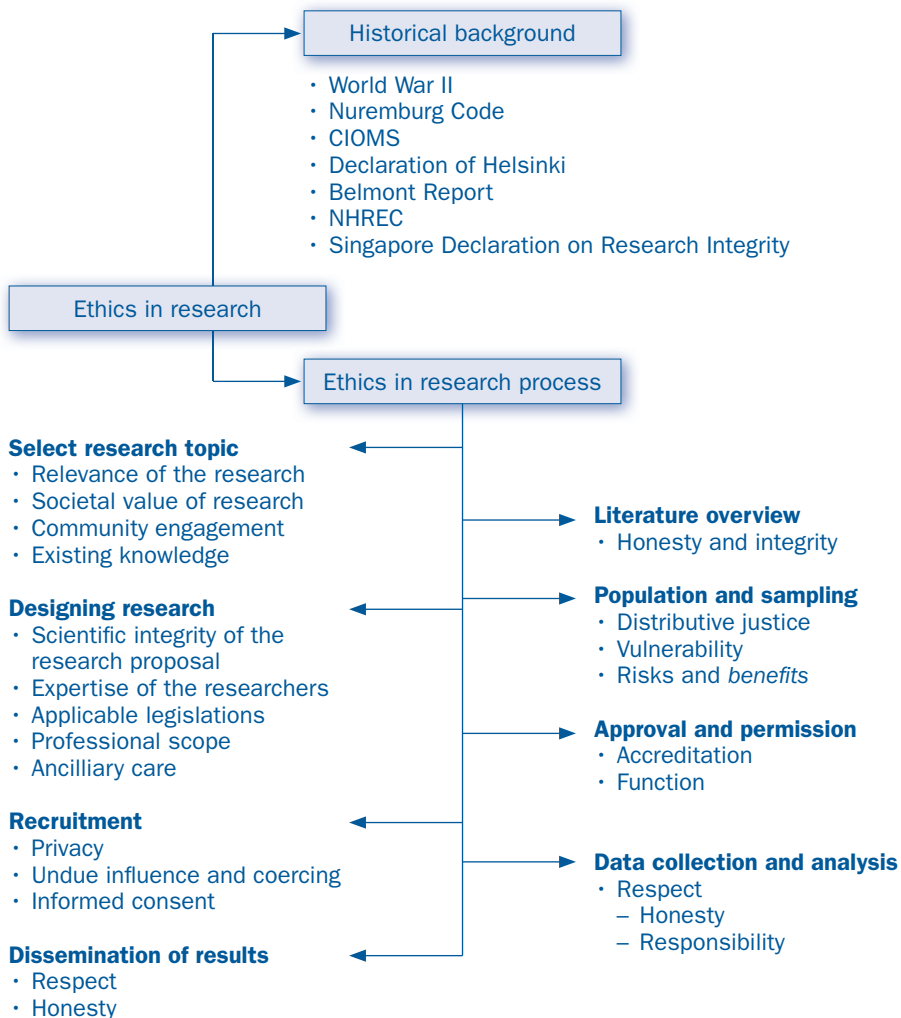 Historical background
· World War II
· Nuremburg Code
· CIOMS
· Declaration of Helsinki
· Belmont Report
· NHREC
· Singapore Declaration on Research Integrity
Ethics in research
Ethics in research process
Select research topic
· Relevance of the research
· Societal value of research
· Community engagement
· Existing knowledge
Literature overview
· Honesty and integrity
Designing research
· Scientific integrity of the
research proposal
· Expertise of the researchers
· Applicable legislations
· Professional scope
· Ancilliary care
Population and sampling
· Distributive justice
· Vulnerability
· Risks and benefits
Approval and permission
· Accreditation
· Function
Recruitment
· Privacy
· Undue influence and coercing
· Informed consent
Data collection and analysis
· Respect
– Honesty
– Responsibility
Dissemination of results
· Respect
· Honesty